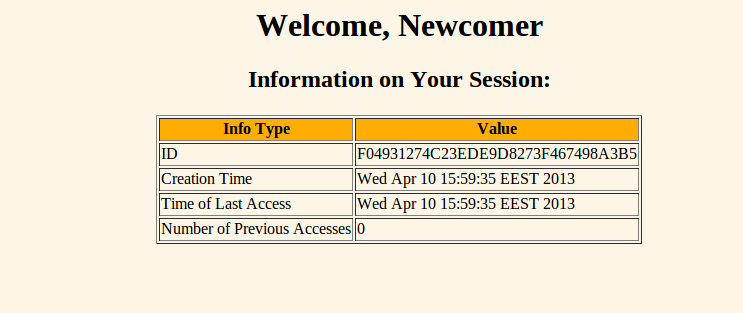 Welcome, Newcomer
Information on Your Session:
Info Type Value
ID F04931274C23EDE9D8273F467498A3B5
Creation Time Wed Apr 10 15:59:35 EEST 2013
Time of Last Access Wed Apr 10 15:59:35 EEST 2013
Number of Previous Accesses 0